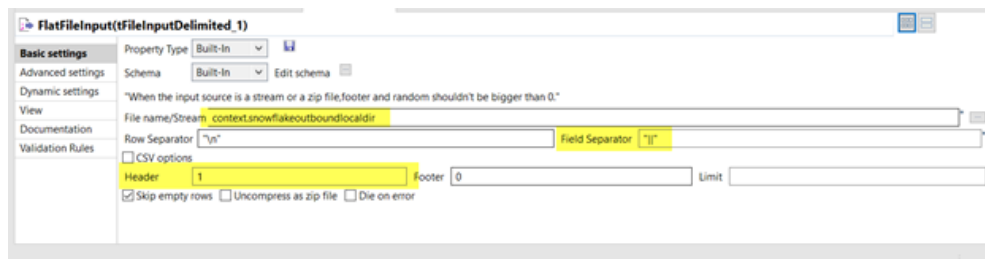 FlatFileInput(tFileInputDelimited_1)
Basic settings
Advanced settings
Dynamic settings
View
Documentation
Validation Rules
Property Type Built-In
Schema Built-In Edit schema
"When the input source is a stream or a zip file,footer and random shouldn't be bigger than 0."
File name/Stream context.snowflakeoutboundlocaldir
Row Separator "\n" Field Separator "||"
CSV options
Header 1 Footer 0 Limit
Skip empty rows Uncompress as zip file Die on error